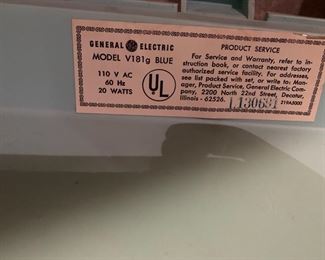 GENERAL GE ELECTRIC
MODEL V181g BLUE
110 V AC
60 Hz
20 WATTS
UL
PRODUCT SERVICE
For Service and Warranty, refer to in-
struction book, or contact nearest factory
authorized service facility. For addresses,
see list packed with set, or write to: Man-
ager, Product Service, General Electric Com-
pany, 2200 North 22nd Street, Decatur,
Illinois - 62526.
219A5000